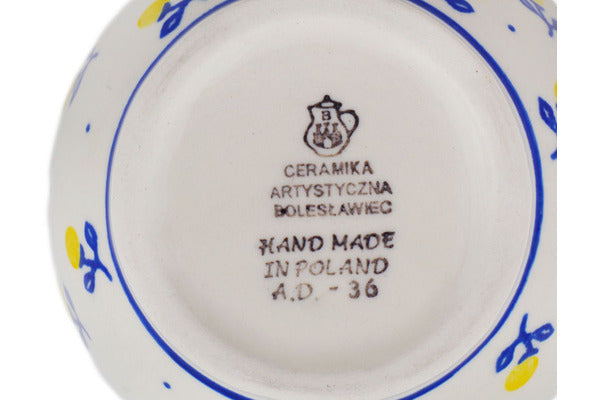 B
CERAMIKA
ARTYSTYCZNA
BOLESŁAWIEC
HAND MADE
IN POLAND
A.D. - 36